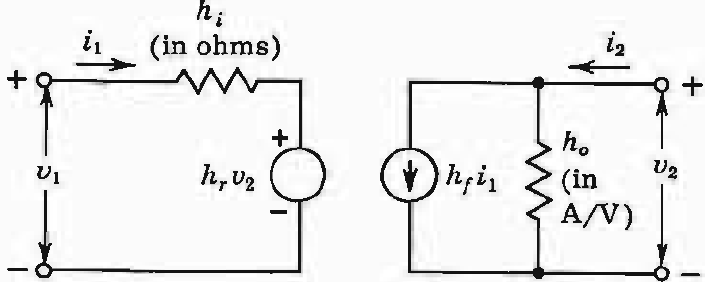 h_i
(in ohms)
i_1
+
+
h_r v_2
−
v_1
−
i_2
+
h_f i_1
h_o
(in
A/V)
v_2
−